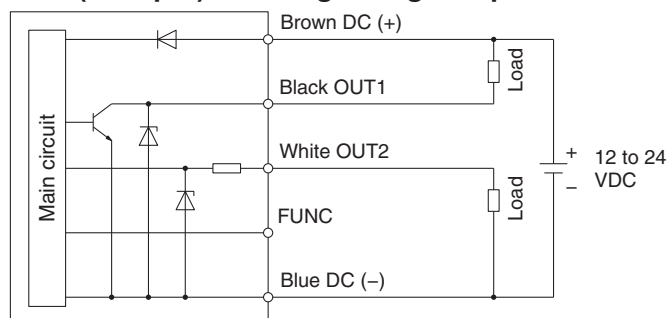 Brown DC (+)
Load
Black OUT1
Main circuit
White OUT2
+ 12 to 24
− VDC
Load
FUNC
Blue DC (−)